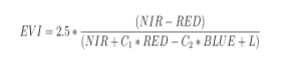 EVI = 2.5 * (NIR - RED) / (NIR + C₁ * RED - C₂ * BLUE + L)